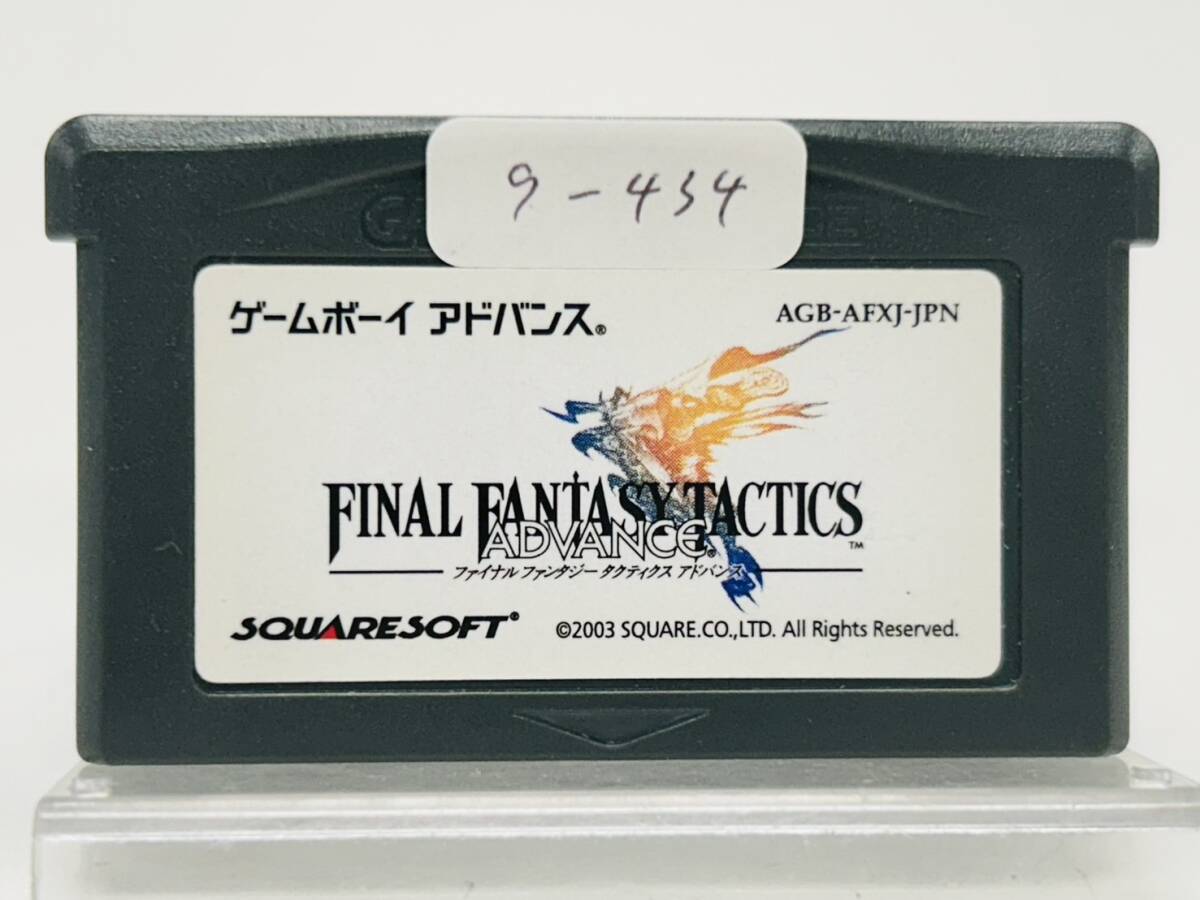 9-434
ゲームボーイ アドバンス®
AGB-AFXJ-JPN
FINAL FANTASY TACTICS™
ADVANCE®
ファイナル ファンタジー タクティクス アドバンス
SQUARESOFT®
©2003 SQUARE.CO.,LTD. All Rights Reserved.